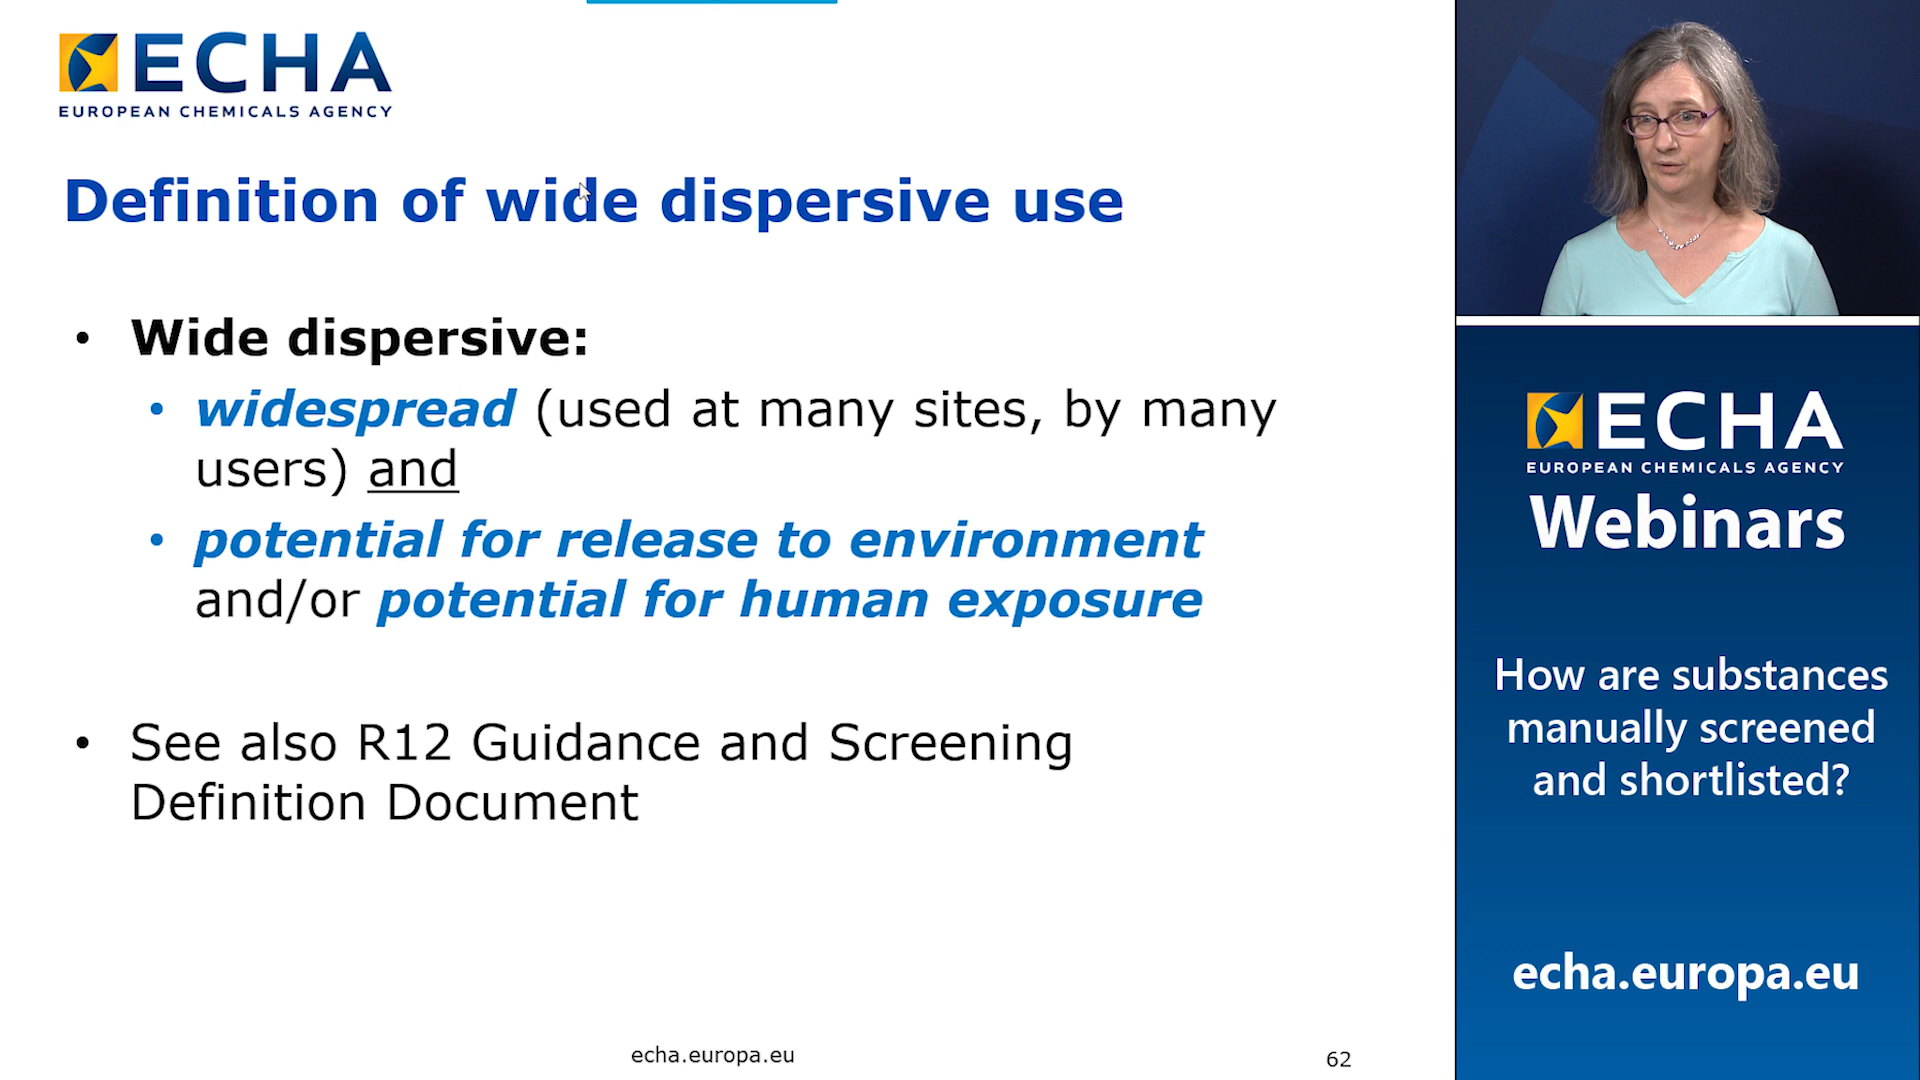 ECHA
EUROPEAN CHEMICALS AGENCY
Definition of wide dispersive use
• Wide dispersive:
• widespread (used at many sites, by many
users) and
• potential for release to environment
and/or potential for human exposure
• See also R12 Guidance and Screening
Definition Document
echa.europa.eu
62
ECHA
EUROPEAN CHEMICALS AGENCY
Webinars
How are substances
manually screened
and shortlisted?
echa.europa.eu